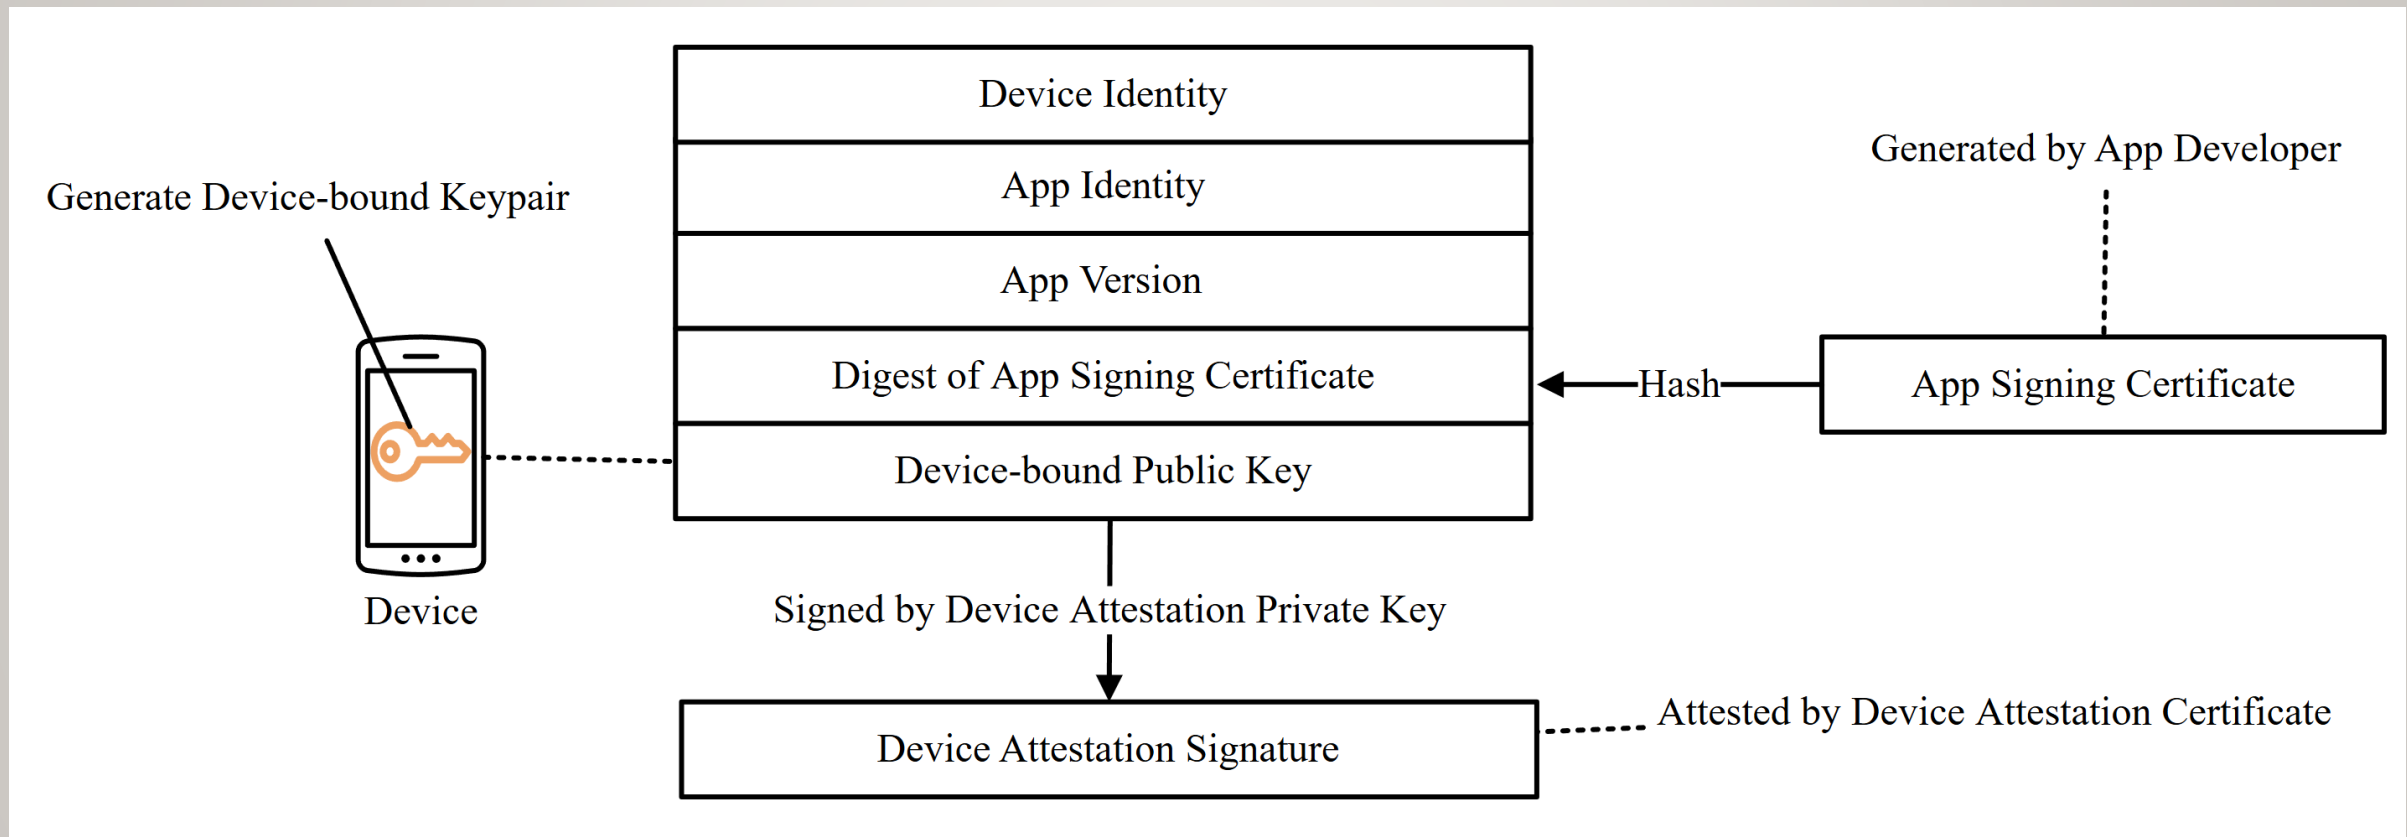 Device Identity
App Identity
App Version
Digest of App Signing Certificate
Device-bound Public Key
Generate Device-bound Keypair
Device
Generated by App Developer
App Signing Certificate
Hash
Signed by Device Attestation Private Key
Device Attestation Signature
Attested by Device Attestation Certificate